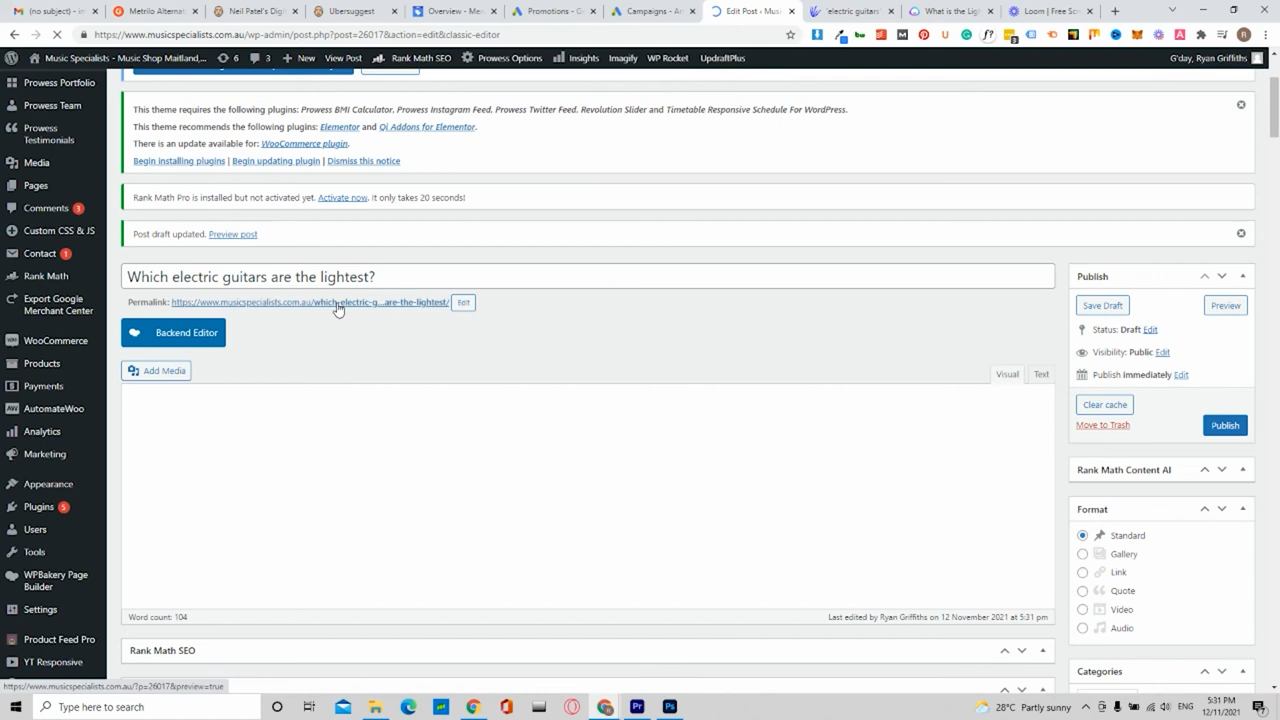 (no subject) - in
Metrilo Alternati
Neil Patel's Digi
Ubersuggest
Overview - Mer
Promotions - Go
Campaigns - An
Edit Post ‹ Musi
'electric guitars'
What is the Ligh
Loom | Free Scr
https://www.musicspecialists.com.au/wp-admin/post.php?post=26017&action=edit&classic-editor
Music Specialists - Music Shop Maitland,...
6
3
New
View Post
Rank Math SEO
Prowess Options
Insights
Imagify
WP Rocket
UpdraftPlus
G'day, Ryan Griffiths
Prowess Portfolio
Prowess Team
Prowess
Testimonials
Media
Pages
Comments 3
Custom CSS & JS
Contact 1
Rank Math
Export Google
Merchant Center
WooCommerce
Products
Payments
AutomateWoo
Analytics
Marketing
Appearance
Plugins 5
Users
Tools
WPBakery Page
Builder
Settings
Product Feed Pro
YT Responsive
This theme requires the following plugins: Prowess BMI Calculator, Prowess Instagram Feed, Prowess Twitter Feed, Revolution Slider and Timetable Responsive Schedule For WordPress.
This theme recommends the following plugins: Elementor and Qi Addons for Elementor.
There is an update available for: WooCommerce plugin.
Begin installing plugins | Begin updating plugin | Dismiss this notice
Rank Math Pro is installed but not activated yet. Activate now. It only takes 20 seconds!
Post draft updated. Preview post
Which electric guitars are the lightest?
Permalink: https://www.musicspecialists.com.au/which-electric-g...are-the-lightest/ Edit
Backend Editor
Add Media
Visual
Text
Word count: 104
Last edited by Ryan Griffiths on 12 November 2021 at 5:31 pm
Rank Math SEO
Publish
Save Draft
Preview
Status: Draft Edit
Visibility: Public Edit
Publish immediately Edit
Clear cache
Move to Trash
Publish
Rank Math Content AI
Format
Standard
Gallery
Link
Quote
Video
Audio
Categories
https://www.musicspecialists.com.au/?p=26017&preview=true
Type here to search
28°C Partly sunny
ENG
5:31 PM
12/11/2021